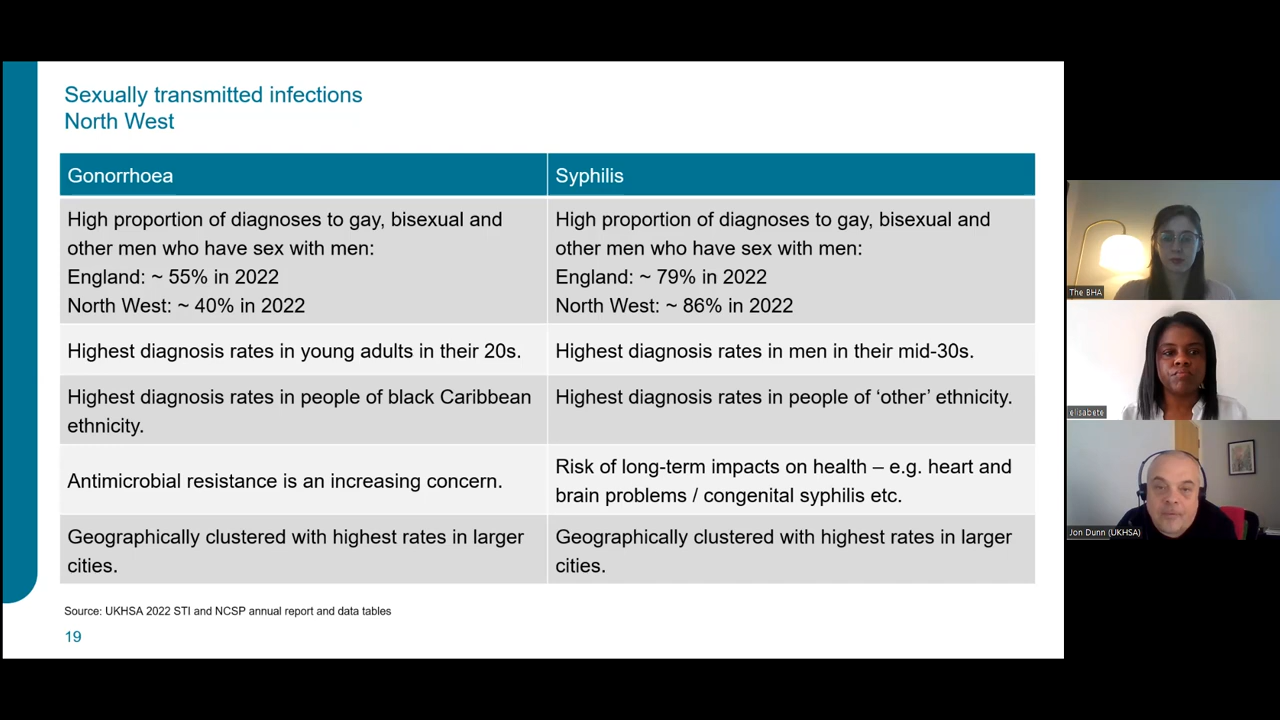 Sexually transmitted infections
North West
Gonorrhoea
Syphilis
High proportion of diagnoses to gay, bisexual and
other men who have sex with men:
England: ~ 55% in 2022
North West: ~ 40% in 2022
High proportion of diagnoses to gay, bisexual and
other men who have sex with men:
England: ~ 79% in 2022
North West: ~ 86% in 2022
Highest diagnosis rates in young adults in their 20s.
Highest diagnosis rates in men in their mid-30s.
Highest diagnosis rates in people of black Caribbean
ethnicity.
Highest diagnosis rates in people of ‘other’ ethnicity.
Antimicrobial resistance is an increasing concern.
Risk of long-term impacts on health – e.g. heart and
brain problems / congenital syphilis etc.
Geographically clustered with highest rates in larger
cities.
Geographically clustered with highest rates in larger
cities.
Source: UKHSA 2022 STI and NCSP annual report and data tables
19
The BHA
elisabete
Jon Dunn (UKHSA)